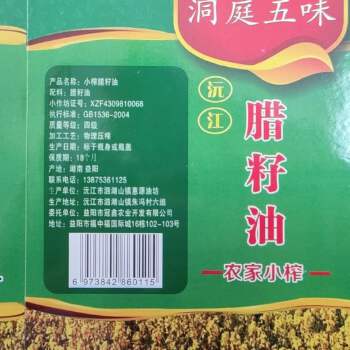 洞庭五味
沅江
腊籽油
农家小榨
产品名称：小榨腊籽油
配料：腊籽油
小作坊证号：XZF4309810068
执行标准：GB1536-2004
质量等级：四级
加工工艺：物理压榨
生产日期：标于瓶身或瓶盖
保质期：18个月
产地：湖南 益阳
联系电话：13875361125
生产单位：沅江市泗湖山镇惠源油坊
生产地址：沅江市泗湖山镇朱冯村六组
委托单位：益阳市冠鑫农业开发有限公司
地址：益阳市福中福国际城16栋102-103号
6973842860115